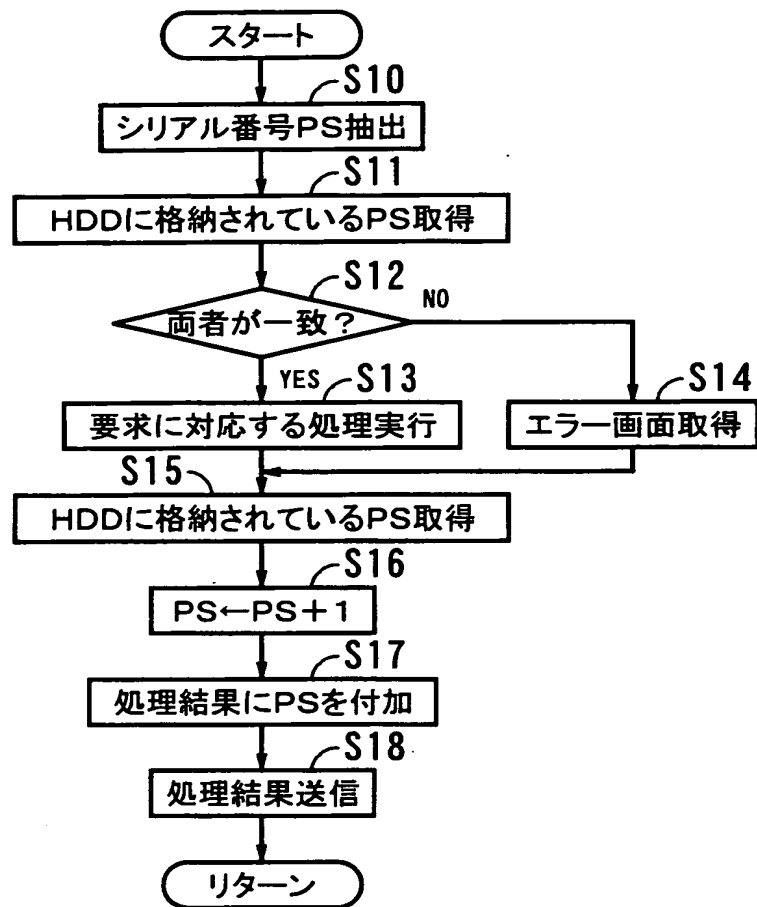 スタート
S10
シリアル番号PS抽出
S11
HDDに格納されているPS取得
S12
両者が一致？
NO
YES
S13
要求に対応する処理実行
S14
エラー画面取得
S15
HDDに格納されているPS取得
S16
PS←PS＋1
S17
処理結果にPSを付加
S18
処理結果送信
リターン